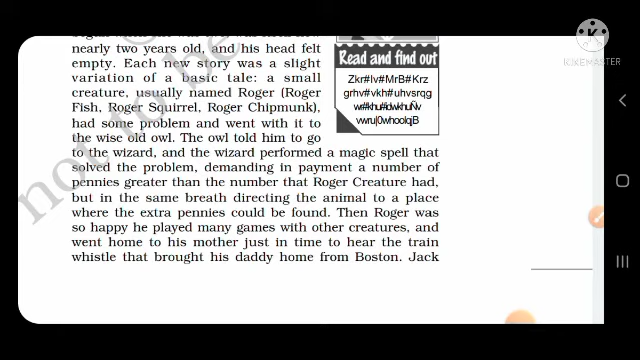 nearly two years old, and his head felt
empty. Each new story was a slight
variation of a basic tale: a small
creature, usually named Roger (Roger
Fish, Roger Squirrel, Roger Chipmunk),
had some problem and went with it to
the wise old owl. The owl told him to go
to the wizard, and the wizard performed a magic spell that
solved the problem, demanding in payment a number of
pennies greater than the number that Roger Creature had,
but in the same breath directing the animal to a place
where the extra pennies could be found. Then Roger was
so happy he played many games with other creatures, and
went home to his mother just in time to hear the train
whistle that brought his daddy home from Boston. Jack
Read and find out
Zkr#lv#MrB#Krz
grhv#vkh#uhvsrqg
not to be
KINEMASTER